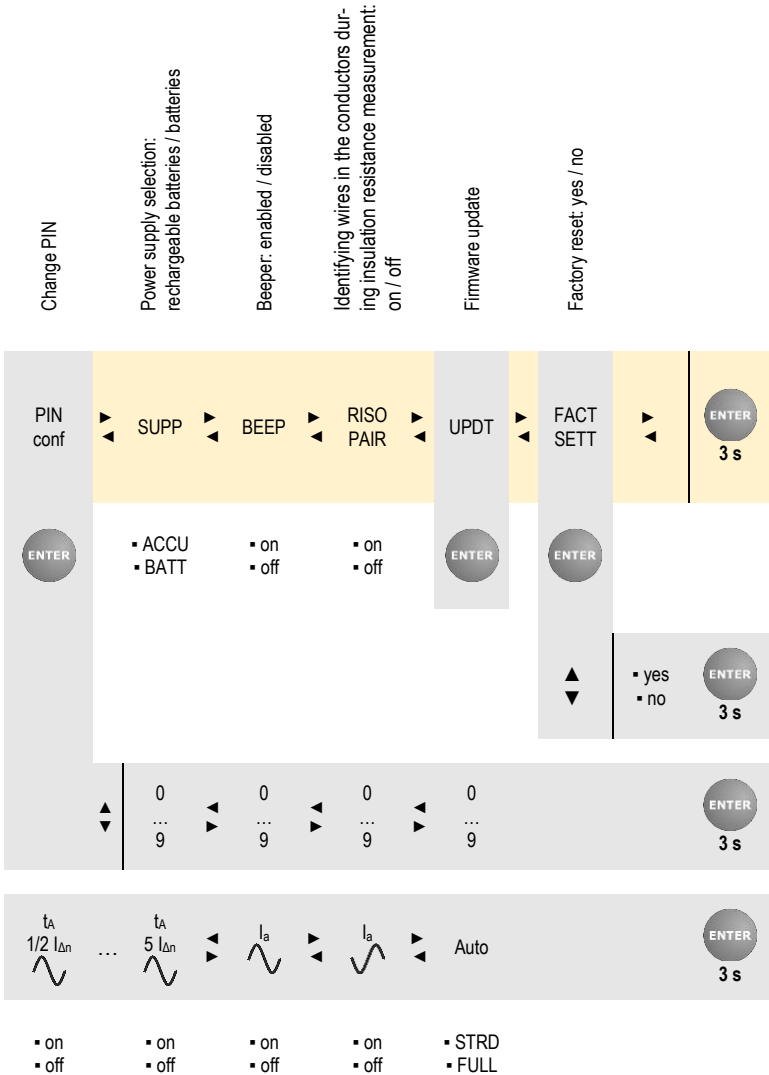 Change PIN
Power supply selection:
rechargeable batteries / batteries
Beeper: enabled / disabled
Identifying wires in the conductors dur-
ing insulation resistance measurement:
on / off
Firmware update
Factory reset: yes / no
PIN
conf
► ◄ SUPP ► ◄ BEEP ► ◄ RISO
PAIR ► ◄ UPDT ► ◄ FACT
SETT ► ◄ ENTER
3 s
ENTER
▪ ACCU
▪ BATT
▪ on
▪ off
▪ on
▪ off
ENTER
ENTER
▲
▼
▪ yes
▪ no
ENTER
3 s
▲
▼
0
…
9
◄
►
0
…
9
◄
►
0
…
9
◄
►
0
…
9
ENTER
3 s
tA
1/2 IΔn
…
tA
5 IΔn
◄
►
Ia
►
◄
Ia
►
◄
Auto
ENTER
3 s
▪ on
▪ off
▪ on
▪ off
▪ on
▪ off
▪ on
▪ off
▪ STRD
▪ FULL